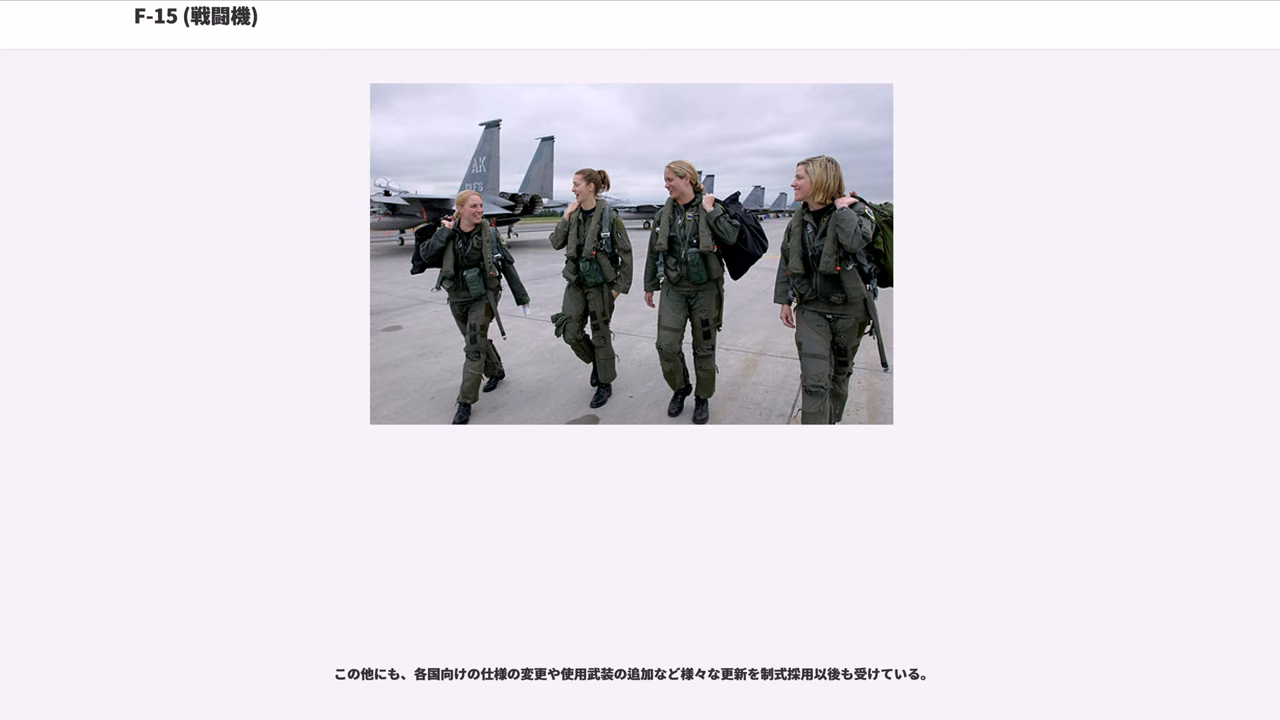 F-15 (戦闘機)
AK
この他にも、各国向けの仕様の変更や使用武装の追加など様々な更新を制式採用以後も受けている。